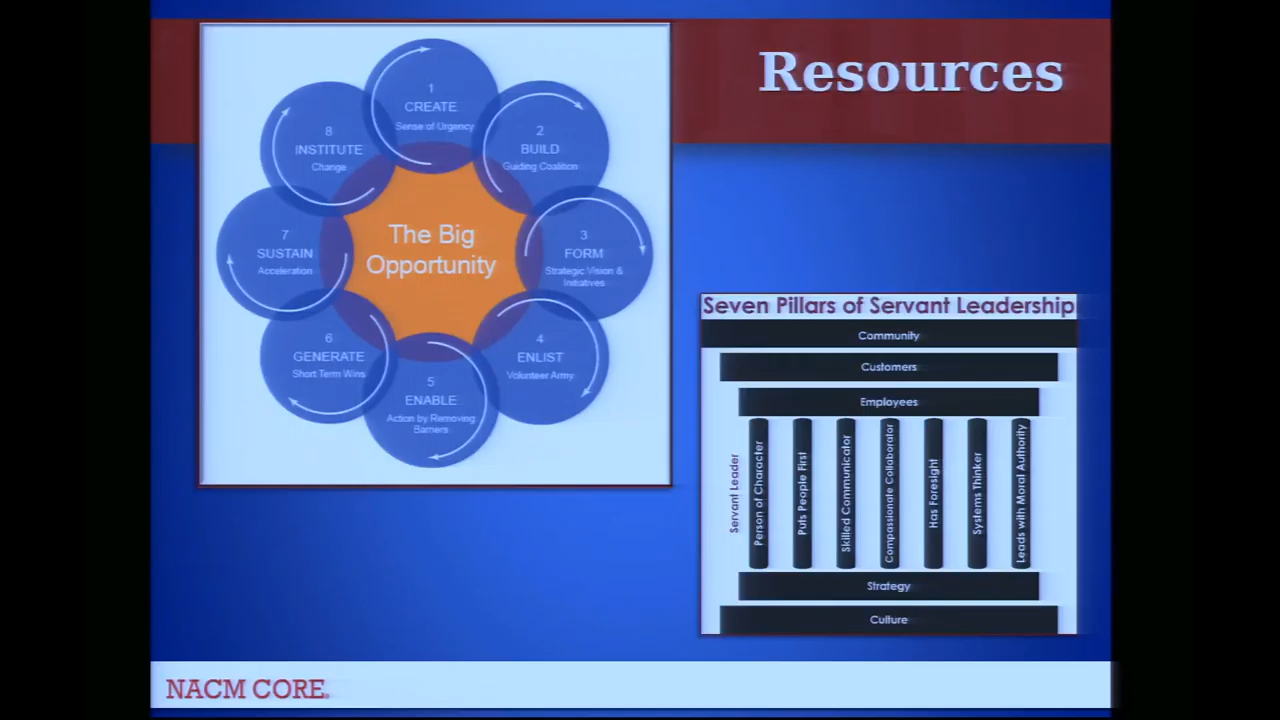 Resources
1
CREATE
Sense of Urgency
2
BUILD
Guiding Coalition
3
FORM
Strategic Vision &
Initiatives
4
ENLIST
Volunteer Army
5
ENABLE
Action by Removing
Barriers
6
GENERATE
Short Term Wins
7
SUSTAIN
Acceleration
8
INSTITUTE
Change
The Big
Opportunity
Seven Pillars of Servant Leadership
Community
Customers
Employees
Servant Leader
Person of Character
Puts People First
Skilled Communicator
Compassionate Collaborator
Has Foresight
Systems Thinker
Leads with Moral Authority
Strategy
Culture
NACM CORE®